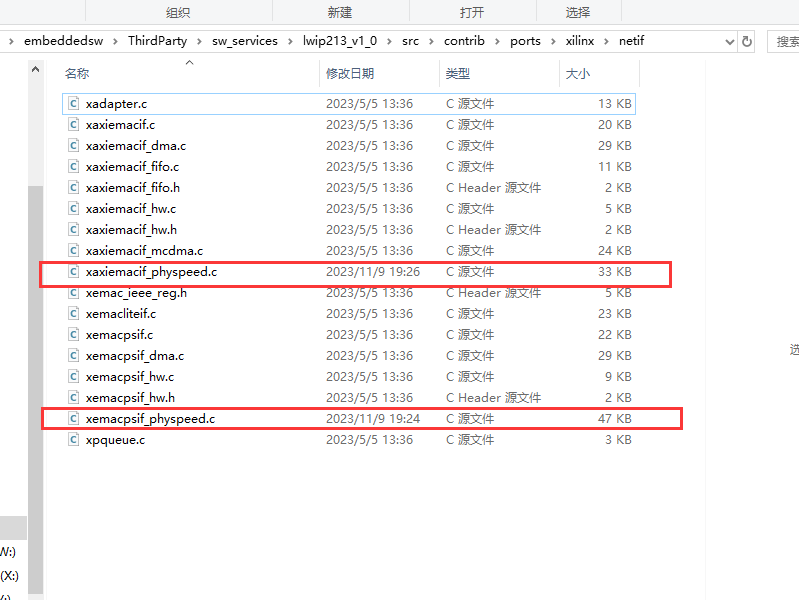 组织 新建 打开 选择
embeddedsw > ThirdParty > sw_services > lwip213_v1_0 > src > contrib > ports > xilinx > netif 搜索
名称 修改日期 类型 大小
xadapter.c 2023/5/5 13:36 C 源文件 13 KB
xaxiemacif.c 2023/5/5 13:36 C 源文件 20 KB
xaxiemacif_dma.c 2023/5/5 13:36 C 源文件 29 KB
xaxiemacif_fifo.c 2023/5/5 13:36 C 源文件 11 KB
xaxiemacif_fifo.h 2023/5/5 13:36 C Header 源文件 2 KB
xaxiemacif_hw.c 2023/5/5 13:36 C 源文件 5 KB
xaxiemacif_hw.h 2023/5/5 13:36 C Header 源文件 2 KB
xaxiemacif_mcdma.c 2023/5/5 13:36 C 源文件 24 KB
xaxiemacif_physpeed.c 2023/11/9 19:26 C 源文件 33 KB
xemac_ieee_reg.h 2023/5/5 13:36 C Header 源文件 5 KB
xemacliteif.c 2023/5/5 13:36 C 源文件 23 KB
xemacpsif.c 2023/5/5 13:36 C 源文件 22 KB
选
xemacpsif_dma.c 2023/5/5 13:36 C 源文件 29 KB
xemacpsif_hw.c 2023/5/5 13:36 C 源文件 9 KB
xemacpsif_hw.h 2023/5/5 13:36 C Header 源文件 2 KB
xemacpsif_physpeed.c 2023/11/9 19:24 C 源文件 47 KB
xpqueue.c 2023/5/5 13:36 C 源文件 3 KB
W:)
(X:)